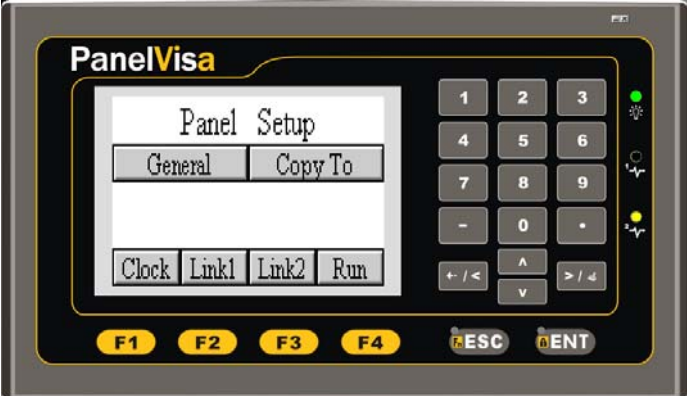 PanelVisa
1 2 3
Panel Setup
4 5 6
General Copy To
7 8 9
- 0 .
Clock Link1 Link2 Run
F1 F2 F3 F4
ESC ENT